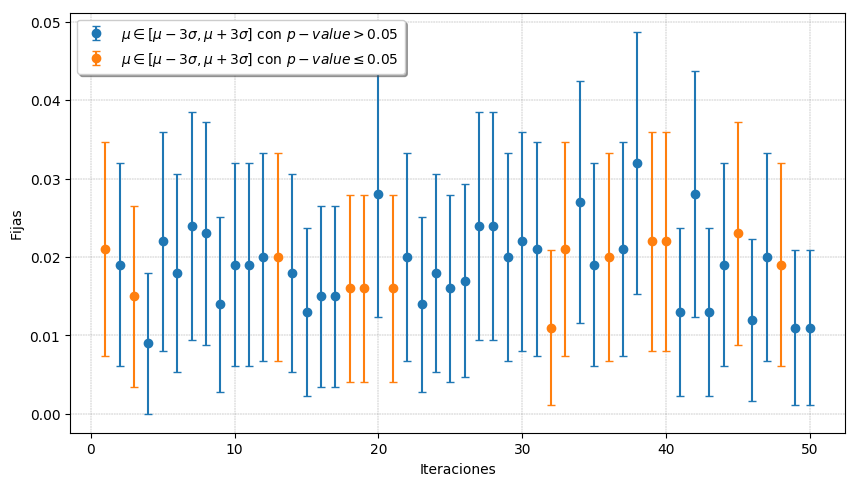 0.05
0.04
0.03
0.02
0.01
0.00
Fijas
μ ∈ [μ − 3σ, μ + 3σ] con p − value > 0.05
μ ∈ [μ − 3σ, μ + 3σ] con p − value ≤ 0.05
0 10 20 30 40 50
Iteraciones